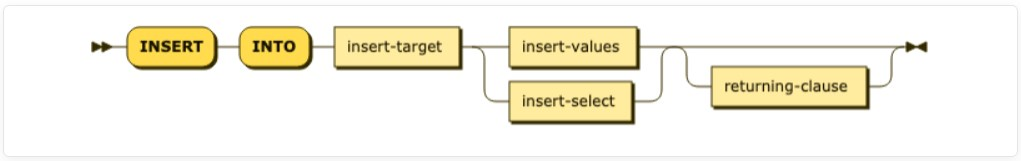 INSERT INTO insert-target insert-values
returning-clause
insert-select